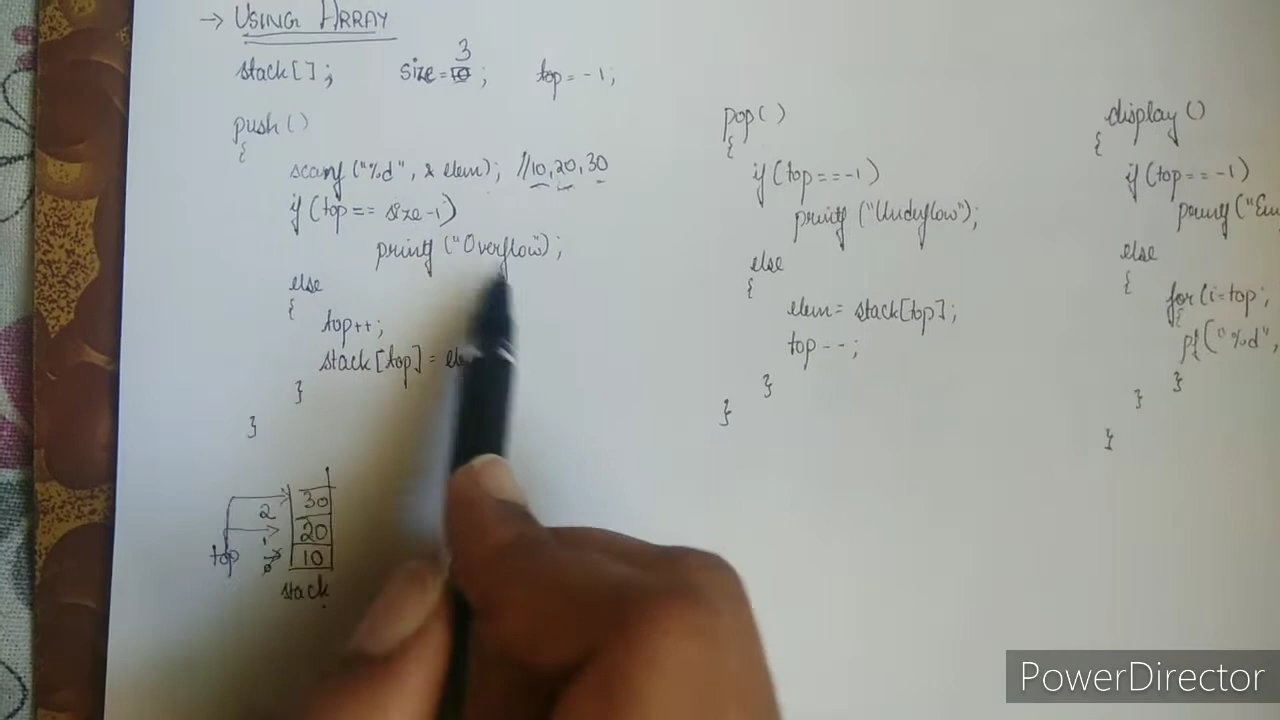 → USING ARRAY
stack[]; size=10; 3 top=-1;
push()
{
scanf("%d", & elem); //10,20,30
if(top== size-1)
printf("Overflow");
else
{
top++;
stack[top]=
}
}
pop()
{
if(top==-1)
printf("Underflow");
else
{
elem= stack[top];
top--;
}
}
display()
{
if(top==-1)
printf("Em
else
{
for(i=top;
{
pf("%d",
}
}
}
top
2
1
0
30
20
10
stack
PowerDirector